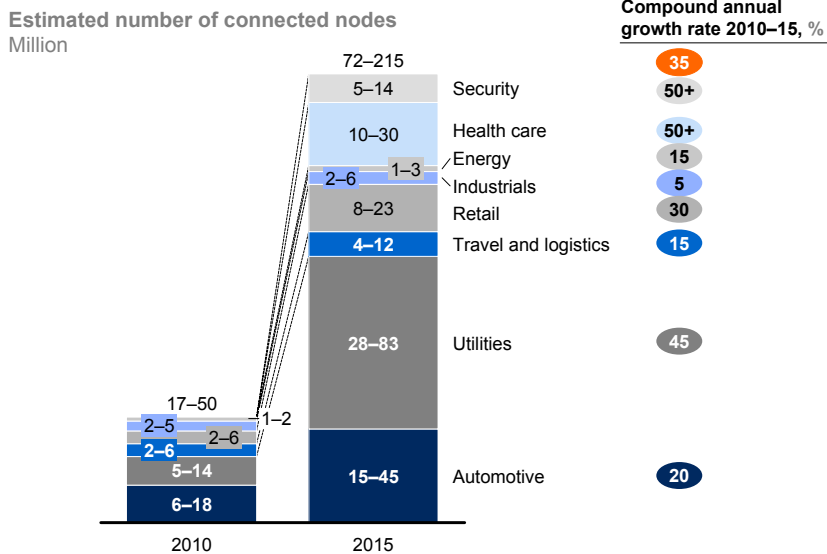 Estimated number of connected nodes
Million
Compound annual
growth rate 2010–15, %
72–215
35
5–14
Security
50+
10–30
Health care
50+
1–3
Energy
15
2–6
Industrials
5
8–23
Retail
30
4–12
Travel and logistics
15
28–83
Utilities
45
15–45
Automotive
20
17–50
1–2
2–5
2–6
2–6
5–14
6–18
2010
2015